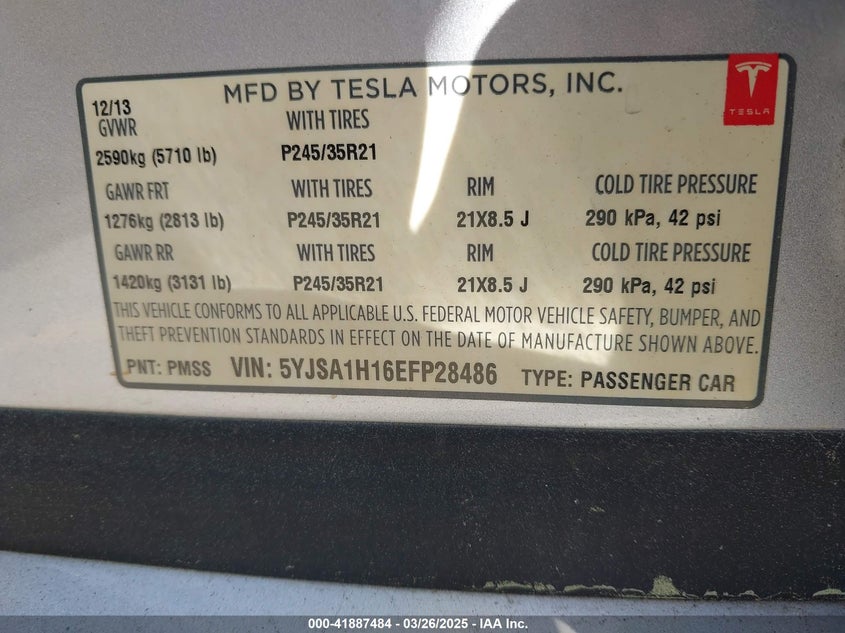 MFD BY TESLA MOTORS, INC.
TESLA
12/13
GVWR WITH TIRES
2590kg (5710 lb) P245/35R21
GAWR FRT WITH TIRES RIM COLD TIRE PRESSURE
1276kg (2813 lb) P245/35R21 21X8.5 J 290 kPa, 42 psi
GAWR RR WITH TIRES RIM COLD TIRE PRESSURE
1420kg (3131 lb) P245/35R21 21X8.5 J 290 kPa, 42 psi
THIS VEHICLE CONFORMS TO ALL APPLICABLE U.S. FEDERAL MOTOR VEHICLE SAFETY, BUMPER, AND
THEFT PREVENTION STANDARDS IN EFFECT ON THE DATE OF MANUFACTURE SHOWN ABOVE.
PNT: PMSS VIN: 5YJSA1H16EFP28486 TYPE: PASSENGER CAR
000-41887484 - 03/26/2025 - IAA Inc.